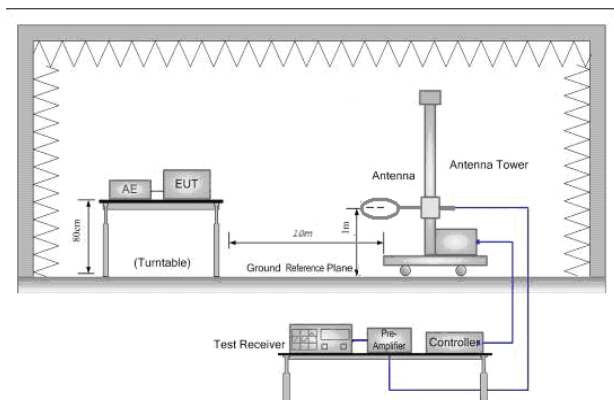 Antenna Tower
Antenna
AE
EUT
80cm
(Turntable)
10m
1m
Ground Reference Plane
Test Receiver
Pre-
Amplifier
Controller